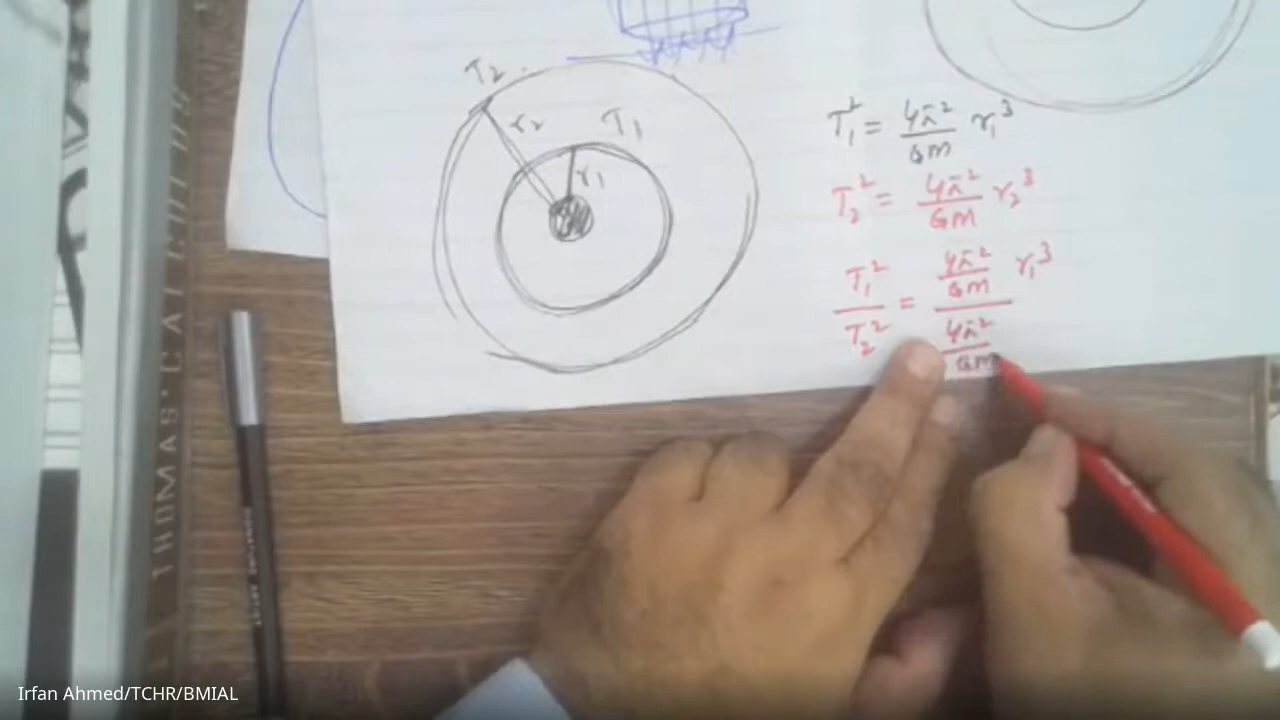 T₂
r₂
T₁
r₁
T₁² = 4π²/GM r₁³
T₂² = 4π²/GM r₂³
T₁²/T₂² = 4π²/GM r₁³ / 4π²/GM
THOMAS' CALCULUS
Irfan Ahmed/TCHR/BMIAL